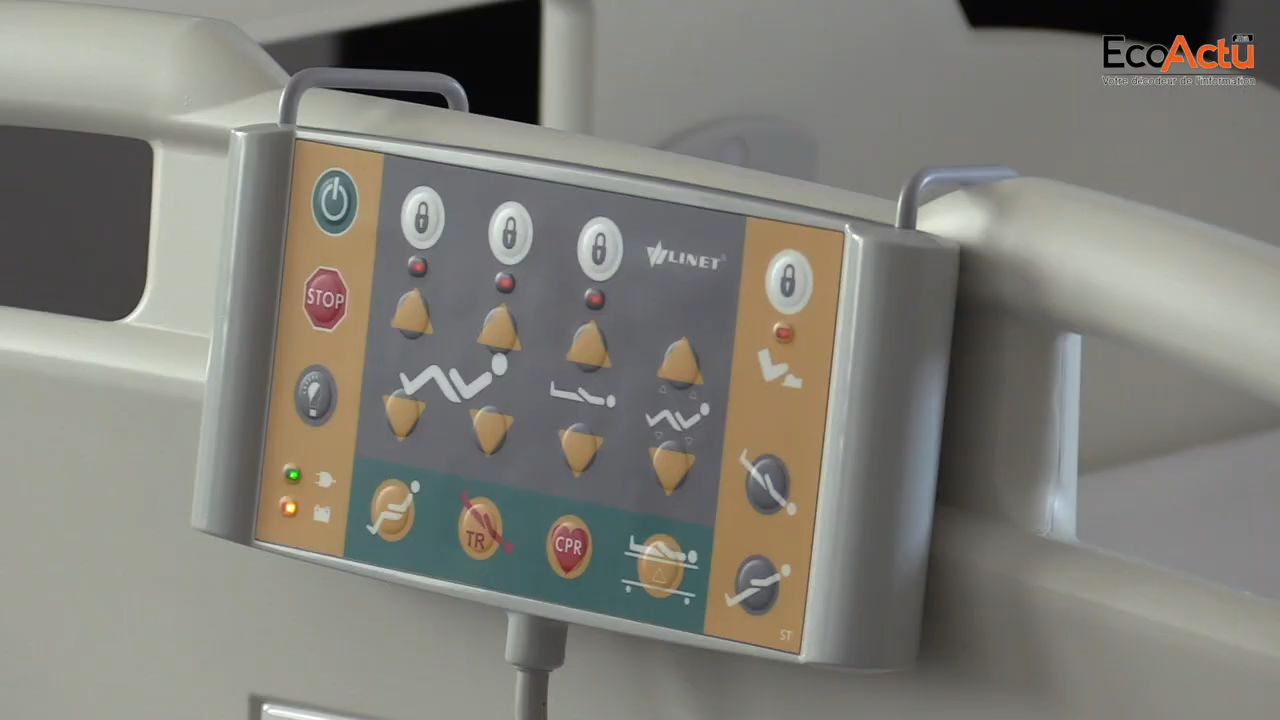 EcoActu
Votre décodeur de l'information
LINET®
STOP
TR
CPR
ST